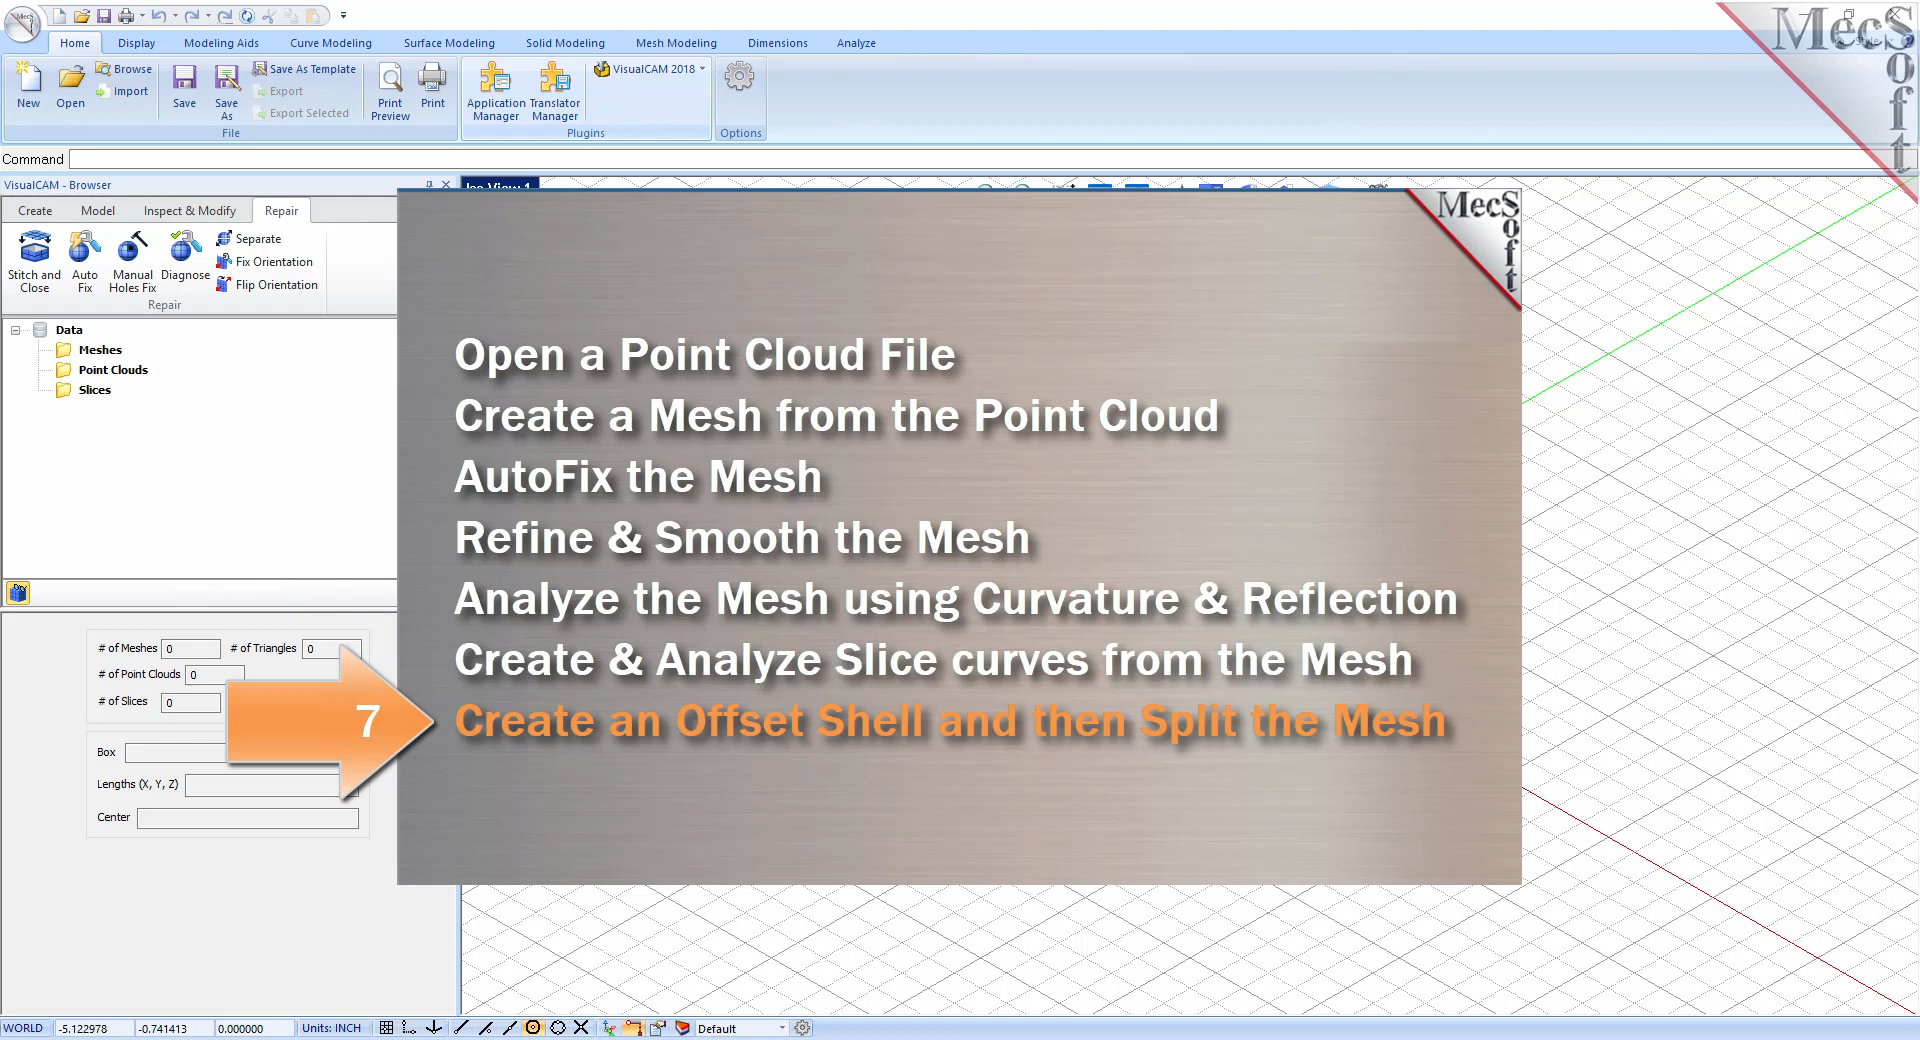 MecSoft
Home Display Modeling Aids Curve Modeling Surface Modeling Solid Modeling Mesh Modeling Dimensions Analyze
New
Open
Browse
Import
Save
Save As
Save As Template
Export
Export Selected
Print Preview
Print
File
Application Manager
Translator Manager
VisualCAM 2018
Plugins
Options
Command
VisualCAM - Browser
Create Model Inspect & Modify Repair
Stitch and Close
Auto Fix
Manual Holes Fix
Diagnose
Separate
Fix Orientation
Flip Orientation
Repair
Data
Meshes
Point Clouds
Slices
MecSoft
Open a Point Cloud File
Create a Mesh from the Point Cloud
AutoFix the Mesh
Refine & Smooth the Mesh
Analyze the Mesh using Curvature & Reflection
Create & Analyze Slice curves from the Mesh
7 Create an Offset Shell and then Split the Mesh
# of Meshes 0 # of Triangles 0
# of Point Clouds 0
# of Slices 0
Box
Lengths (X, Y, Z)
Center
WORLD -5.122978 -0.741413 0.000000 Units: INCH Default